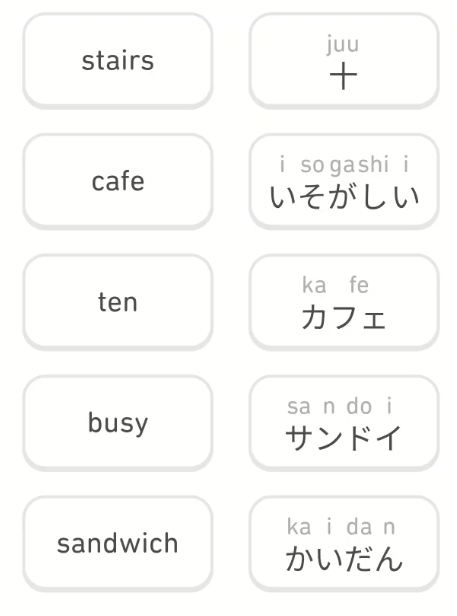 stairs
juu
十
cafe
i so ga shi i
いそがしい
ten
ka fe
カフェ
busy
sa n do i
サンドイ
sandwich
ka i da n
かいだん